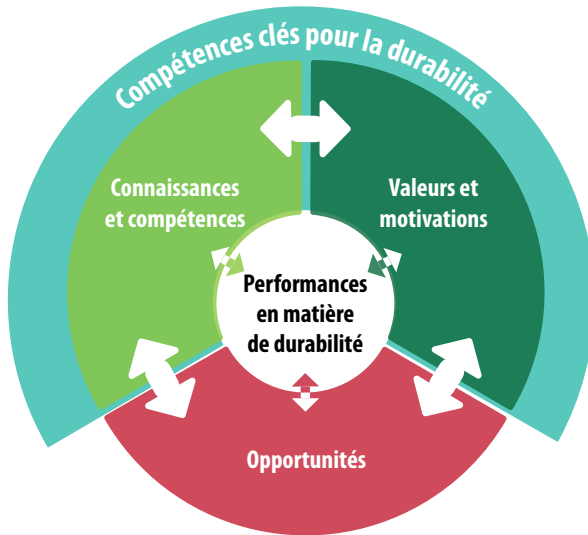 Compétences clés pour la durabilité
Connaissances
et compétences
Valeurs et
motivations
Performances
en matière
de durabilité
Opportunités